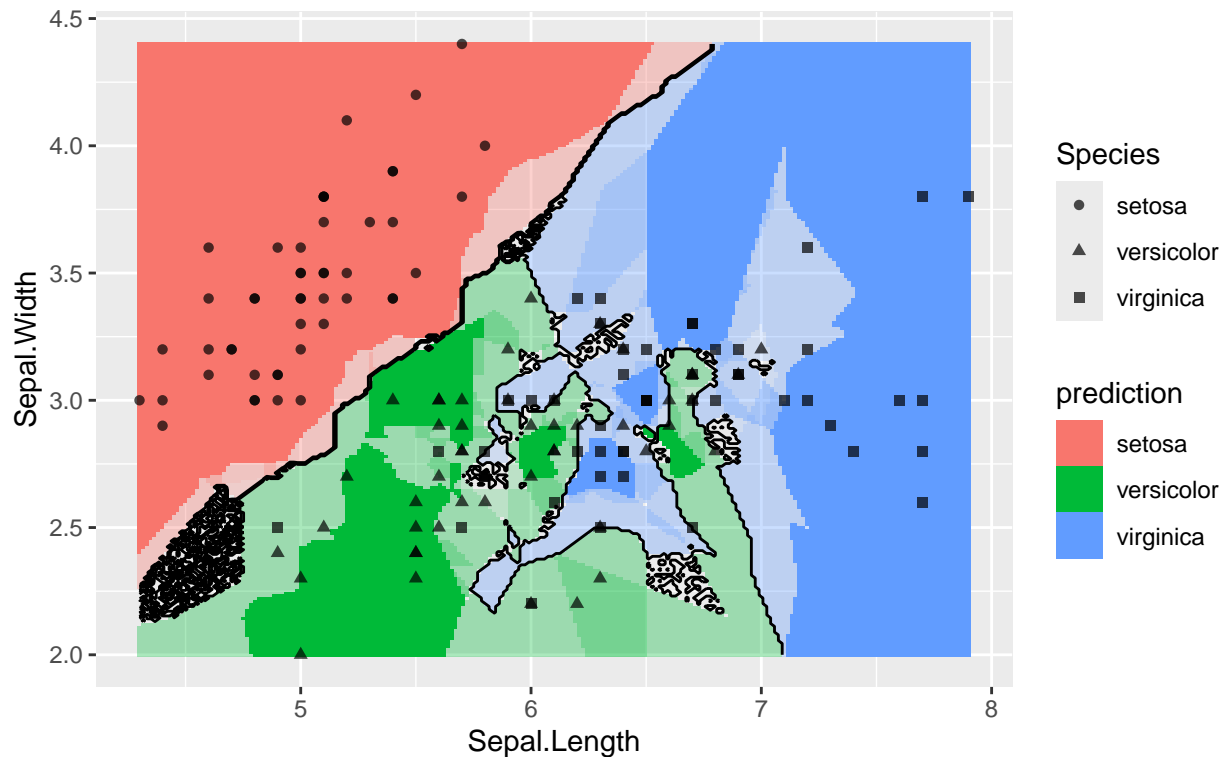 4.5
4.0
3.5
3.0
2.5
2.0
Sepal.Width
5
6
7
8
Sepal.Length
Species
setosa
versicolor
virginica
prediction
setosa
versicolor
virginica